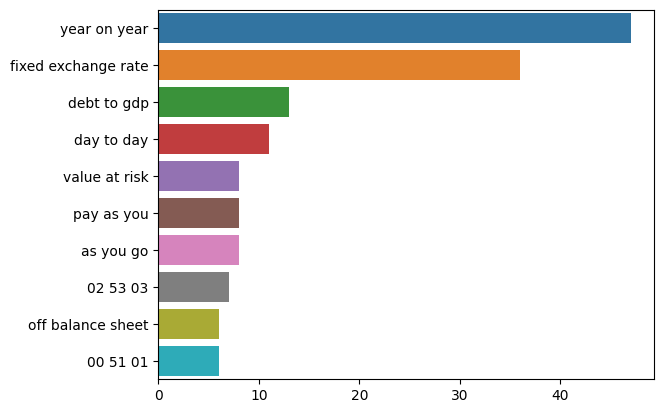 year on year
fixed exchange rate
debt to gdp
day to day
value at risk
pay as you
as you go
02 53 03
off balance sheet
00 51 01
0 10 20 30 40